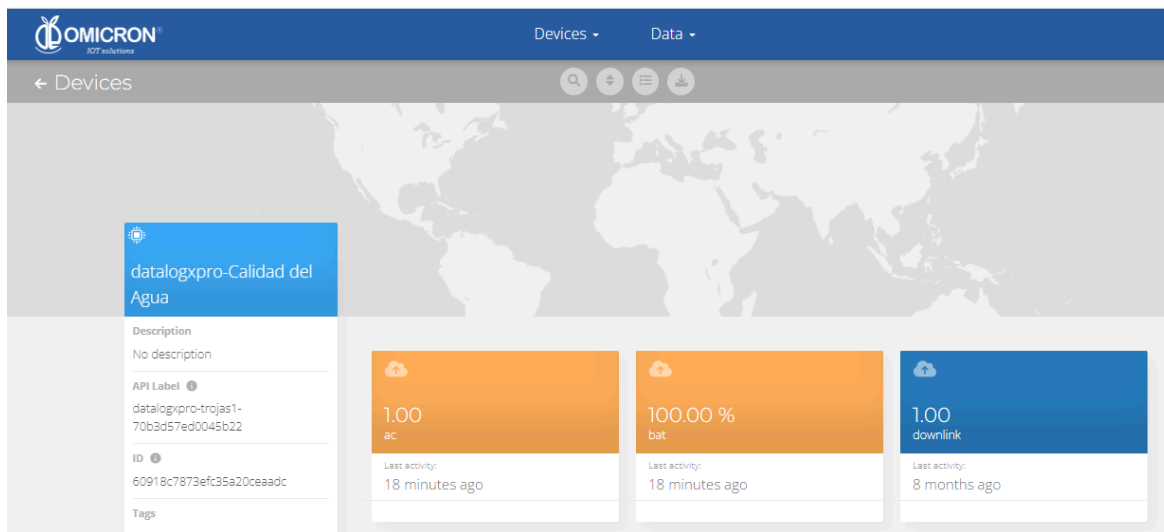 OMICRON®
IOT solutions
Devices Data
← Devices
datalogxpro-Calidad del
Agua
Description
No description
API Label
datalogxpro-trojas1-
70b3d57ed0045b22
ID
60918c7873efc35a20ceaadc
Tags
1.00
ac
Last activity:
18 minutes ago
100.00 %
bat
Last activity:
18 minutes ago
1.00
downlink
Last activity:
8 months ago